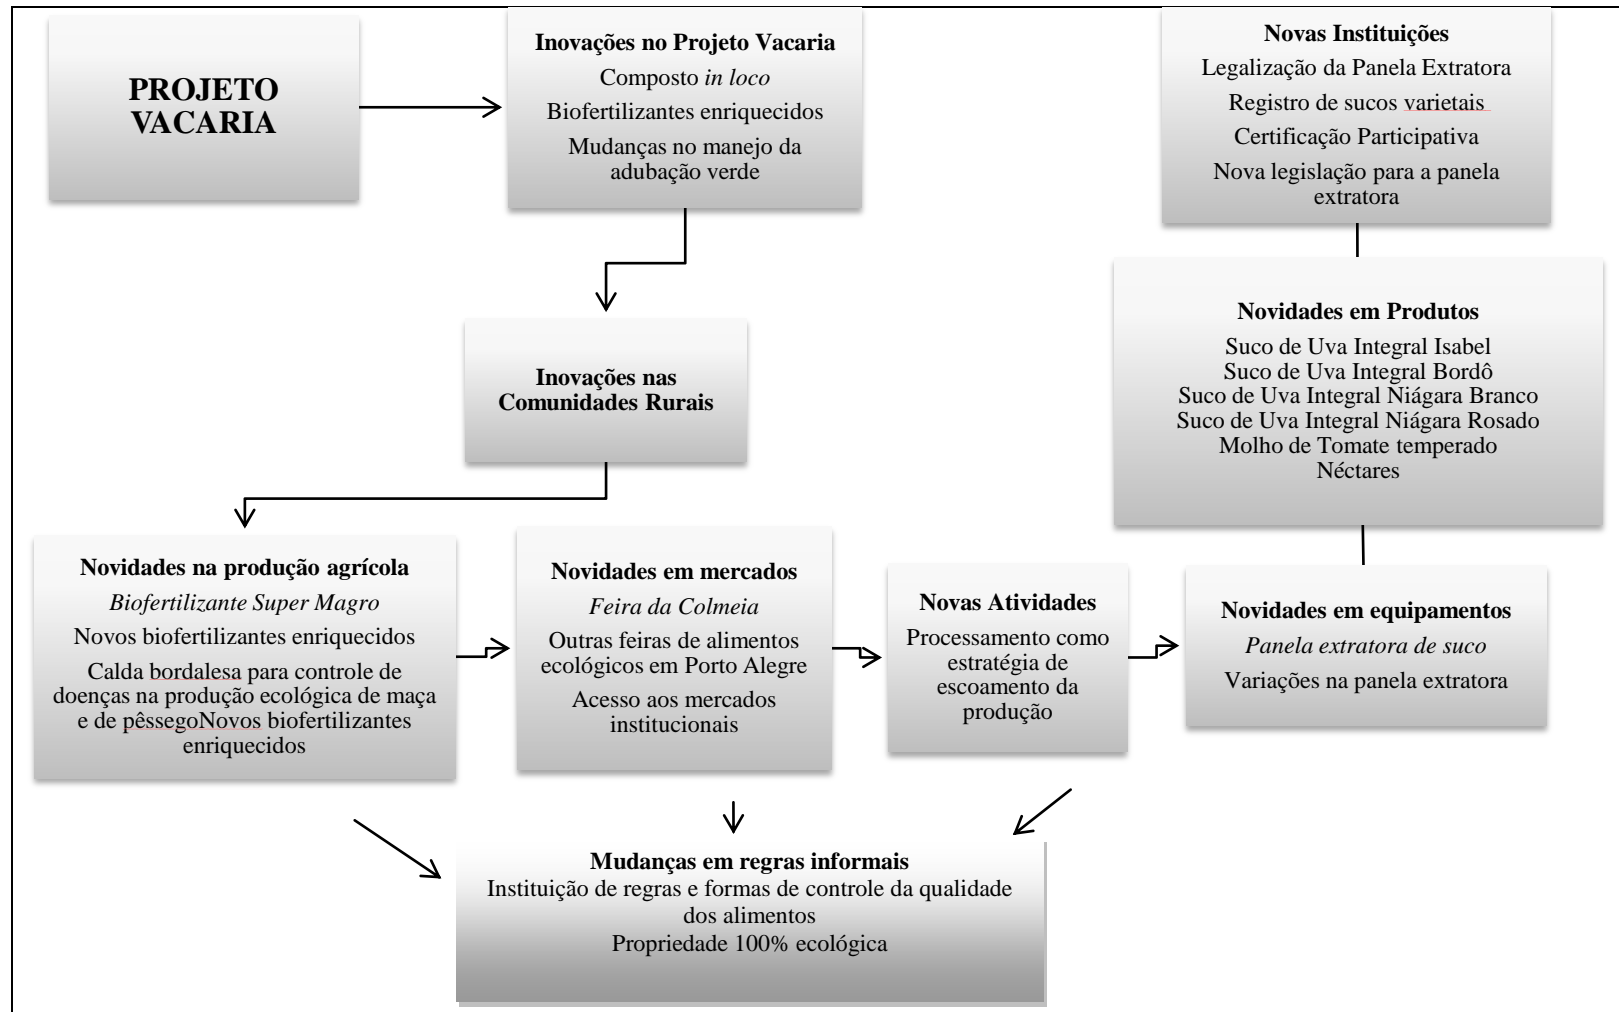 PROJETO
VACARIA
Inovações no Projeto Vacaria
Composto in loco
Biofertilizantes enriquecidos
Mudanças no manejo da
adubação verde
Novas Instituições
Legalização da Panela Extratora
Registro de sucos varietais
Certificação Participativa
Nova legislação para a panela
extratora
Inovações nas
Comunidades Rurais
Novidades em Produtos
Suco de Uva Integral Isabel
Suco de Uva Integral Bordô
Suco de Uva Integral Niágara Branco
Suco de Uva Integral Niágara Rosado
Molho de Tomate temperado
Néctares
Novidades na produção agrícola
Biofertilizante Super Magro
Novos biofertilizantes enriquecidos
Calda bordalesa para controle de
doenças na produção ecológica de maça
e de pêssegoNovos biofertilizantes
enriquecidos
Novidades em mercados
Feira da Colmeia
Outras feiras de alimentos
ecológicos em Porto Alegre
Acesso aos mercados
institucionais
Novas Atividades
Processamento como
estratégia de
escoamento da
produção
Novidades em equipamentos
Panela extratora de suco
Variações na panela extratora
Mudanças em regras informais
Instituição de regras e formas de controle da qualidade
dos alimentos
Propriedade 100% ecológica